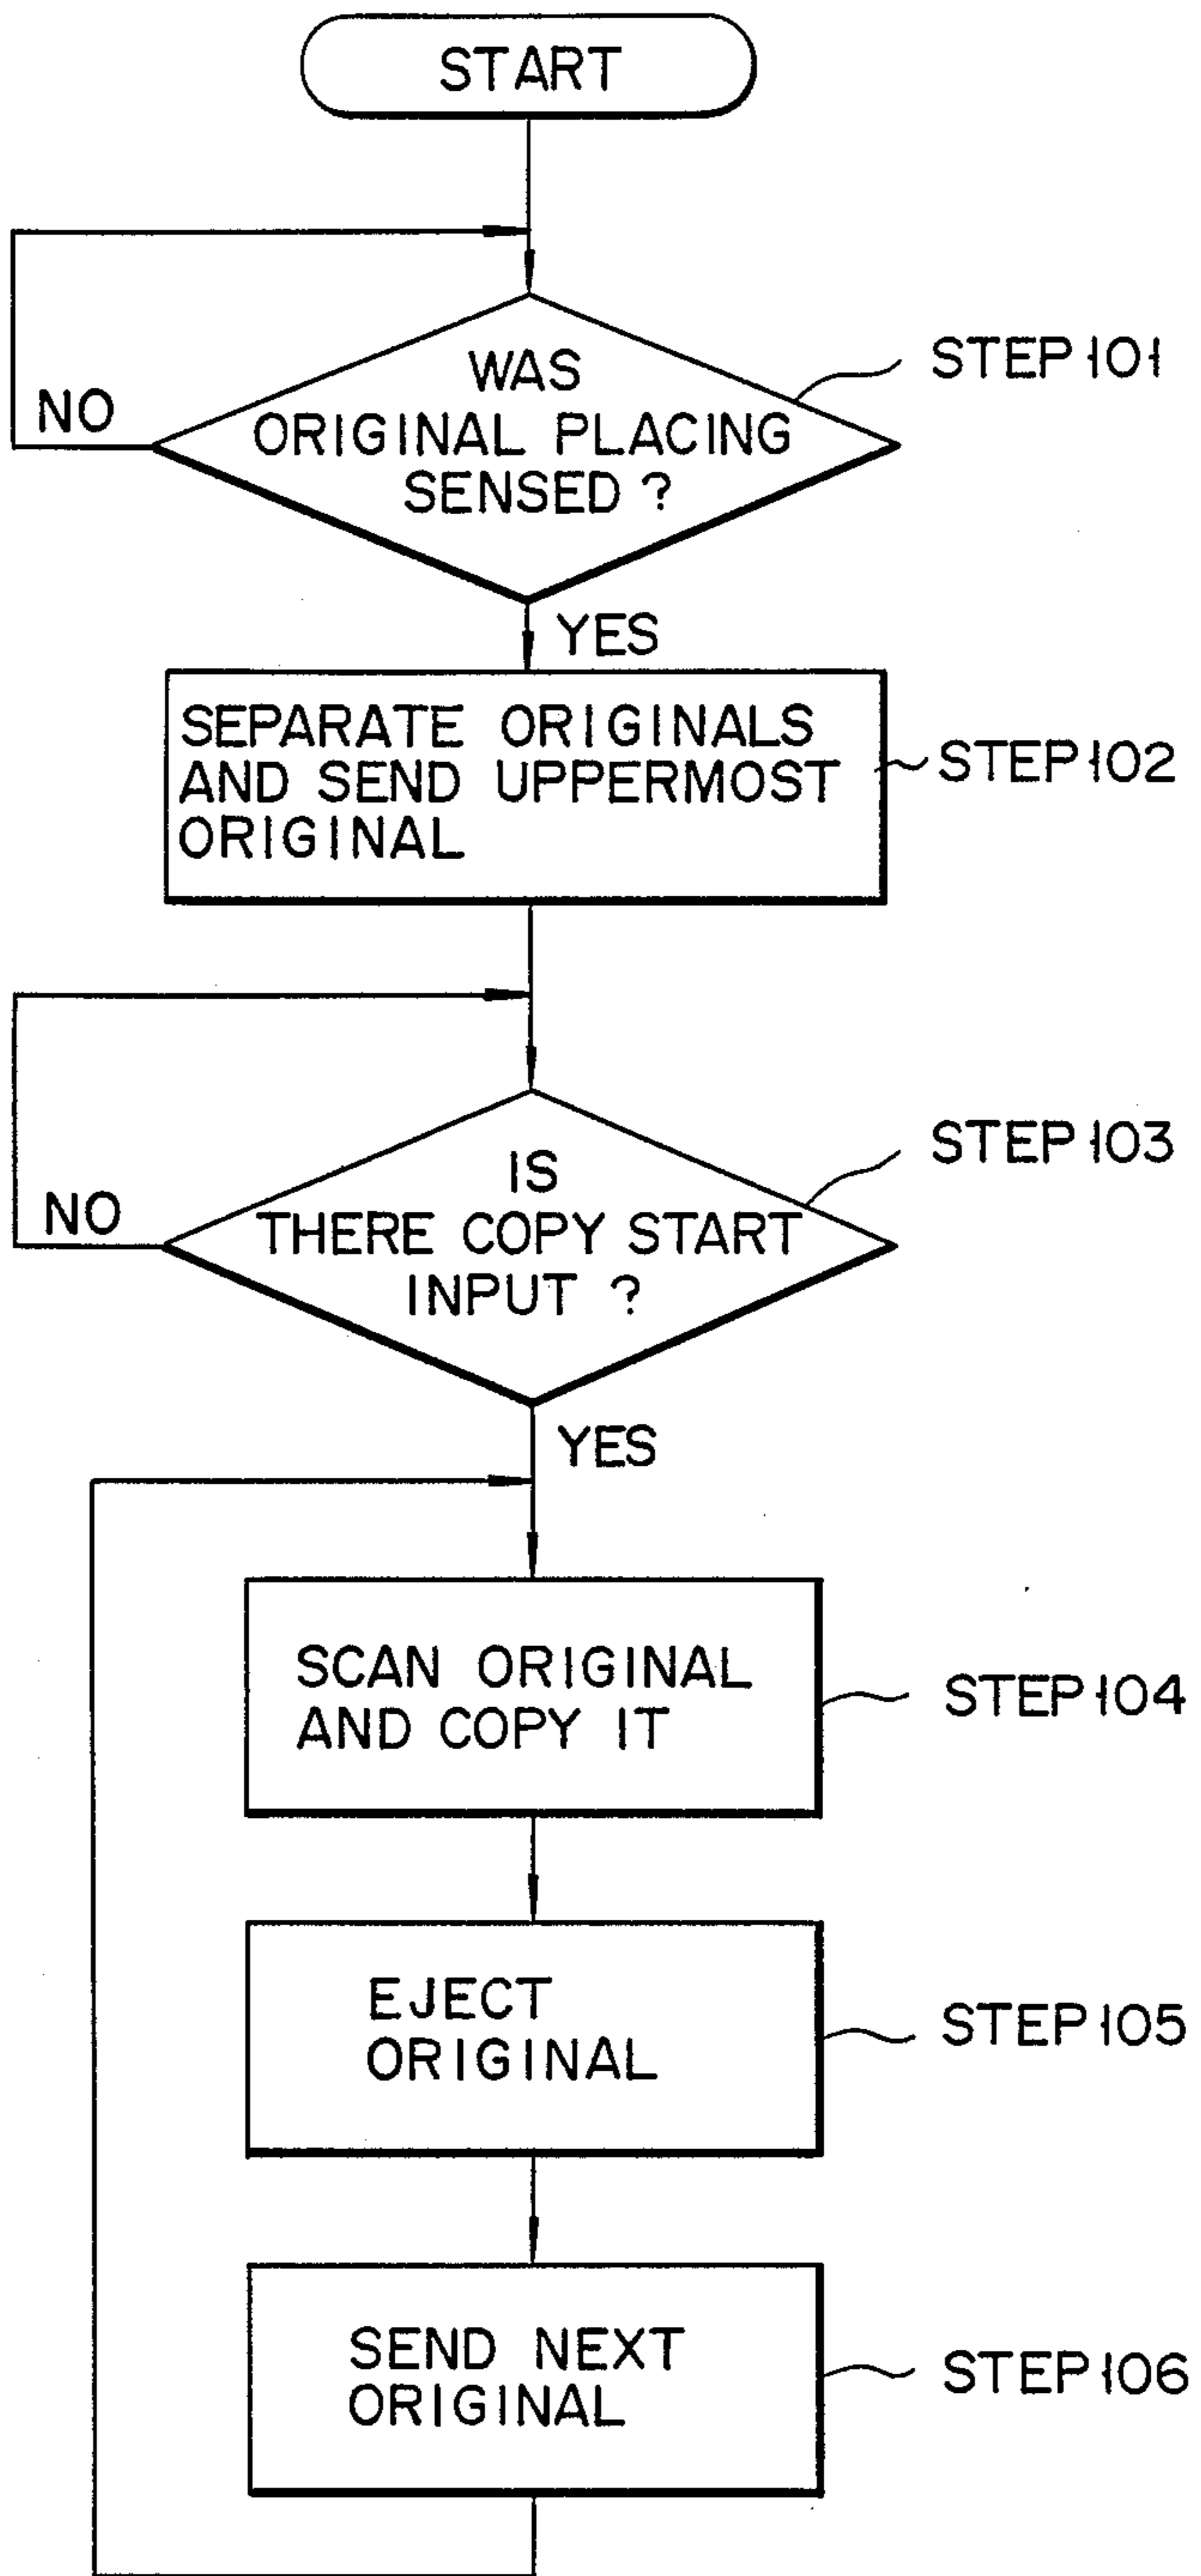 START
WAS
ORIGINAL PLACING
SENSED ?
STEP 101
NO
YES
SEPARATE ORIGINALS
AND SEND UPPERMOST
ORIGINAL
STEP 102
IS
THERE COPY START
INPUT ?
STEP 103
NO
YES
SCAN ORIGINAL
AND COPY IT
STEP 104
EJECT
ORIGINAL
STEP 105
SEND NEXT
ORIGINAL
STEP 106